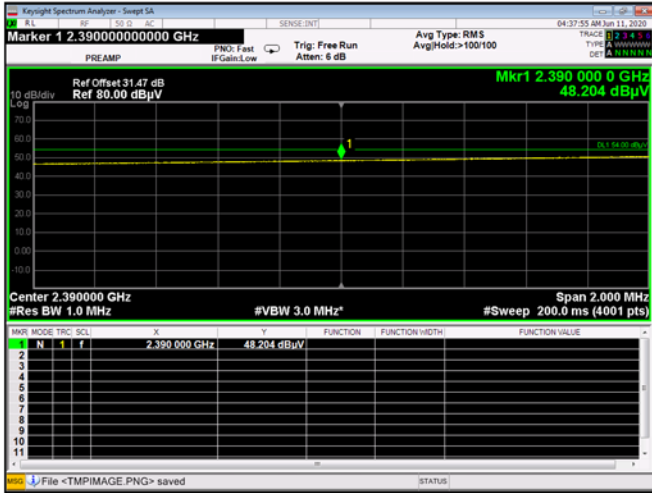 Keysight Spectrum Analyzer - Swept SA
RL RF 50 Ω AC SENSE:INT 04:37:55 AM Jun 11, 2020
Marker 1 2.390000000000 GHz Avg Type: RMS TRACE 1 2 3 4 5 6
PNO: Fast Trig: Free Run Avg|Hold:>100/100 TYPE A WWWWW
PREAMP IFGain:Low Atten: 6 dB DET A NNNNN
Mkr1 2.390 000 0 GHz
Ref Offset 31.47 dB
10 dB/div Ref 80.00 dBµV 48.204 dBµV
Log
70.0
60.0
1
DL1 54.00 dBµV
50.0
40.0
30.0
20.0
10.0
0.00
-10.0
Center 2.390000 GHz Span 2.000 MHz
#Res BW 1.0 MHz #VBW 3.0 MHz* #Sweep 200.0 ms (4001 pts)
MKR MODE TRC SCL X Y FUNCTION FUNCTION WIDTH FUNCTION VALUE
1 N 1 f 2.390 000 GHz 48.204 dBµV
2
3
4
5
6
7
8
9
10
11
MSG File <TMPIMAGE.PNG> saved STATUS